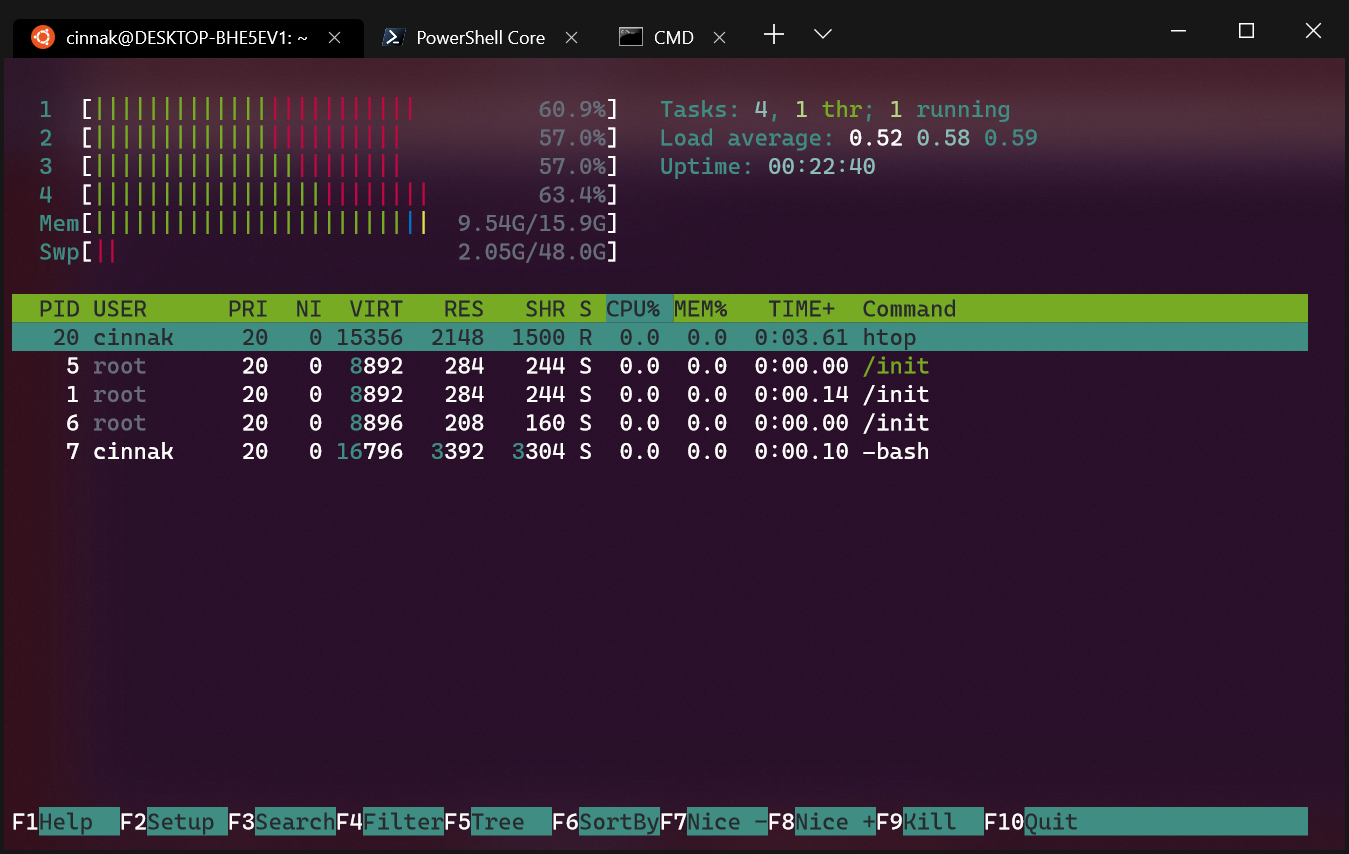 cinnak@DESKTOP-BHE5EV1: ~ PowerShell Core CMD
1 [|||||||||||||||||||||||| 60.9%] Tasks: 4, 1 thr; 1 running
2 [||||||||||||||||||||||| 57.0%] Load average: 0.52 0.58 0.59
3 [||||||||||||||||||||||| 57.0%] Uptime: 00:22:40
4 [||||||||||||||||||||||||| 63.4%]
Mem[||||||||||||||||||||||||| 9.54G/15.9G]
Swp[|| 2.05G/48.0G]
PID USER PRI NI VIRT RES SHR S CPU% MEM% TIME+ Command
20 cinnak 20 0 15356 2148 1500 R 0.0 0.0 0:03.61 htop
5 root 20 0 8892 284 244 S 0.0 0.0 0:00.00 /init
1 root 20 0 8892 284 244 S 0.0 0.0 0:00.14 /init
6 root 20 0 8896 208 160 S 0.0 0.0 0:00.00 /init
7 cinnak 20 0 16796 3392 3304 S 0.0 0.0 0:00.10 -bash
F1Help F2Setup F3SearchF4FilterF5Tree F6SortByF7Nice -F8Nice +F9Kill F10Quit